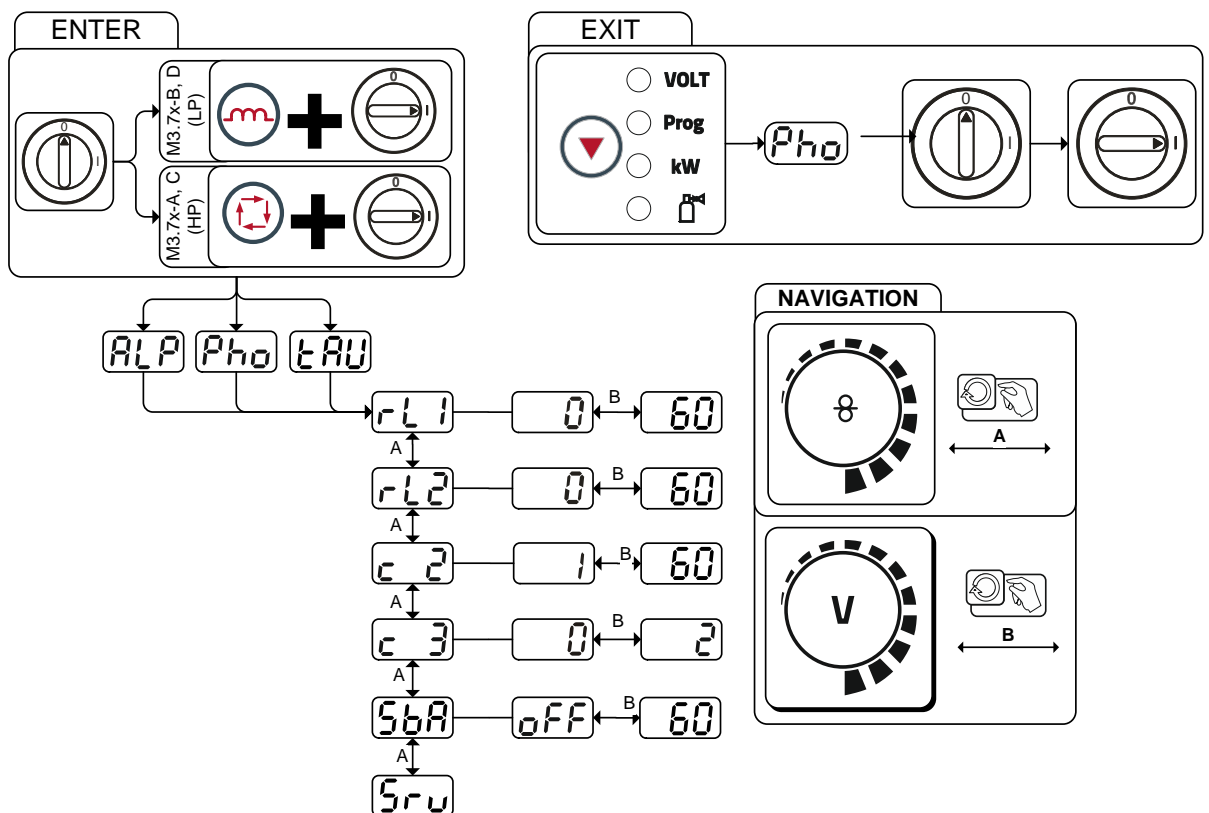 ENTER
M3.7x-B, D
(LP)
0
I
0
I
M3.7x-A, C
(HP)
0
I
EXIT
VOLT
Prog
kW
Pho
0
I
0
I
ALP
Pho
tAU
rL1
0
B
60
A
rL2
0
B
60
A
c 2
1
B
60
A
c 3
0
B
2
A
SbA
oFF
B
60
A
Sru
NAVIGATION
A
V
B